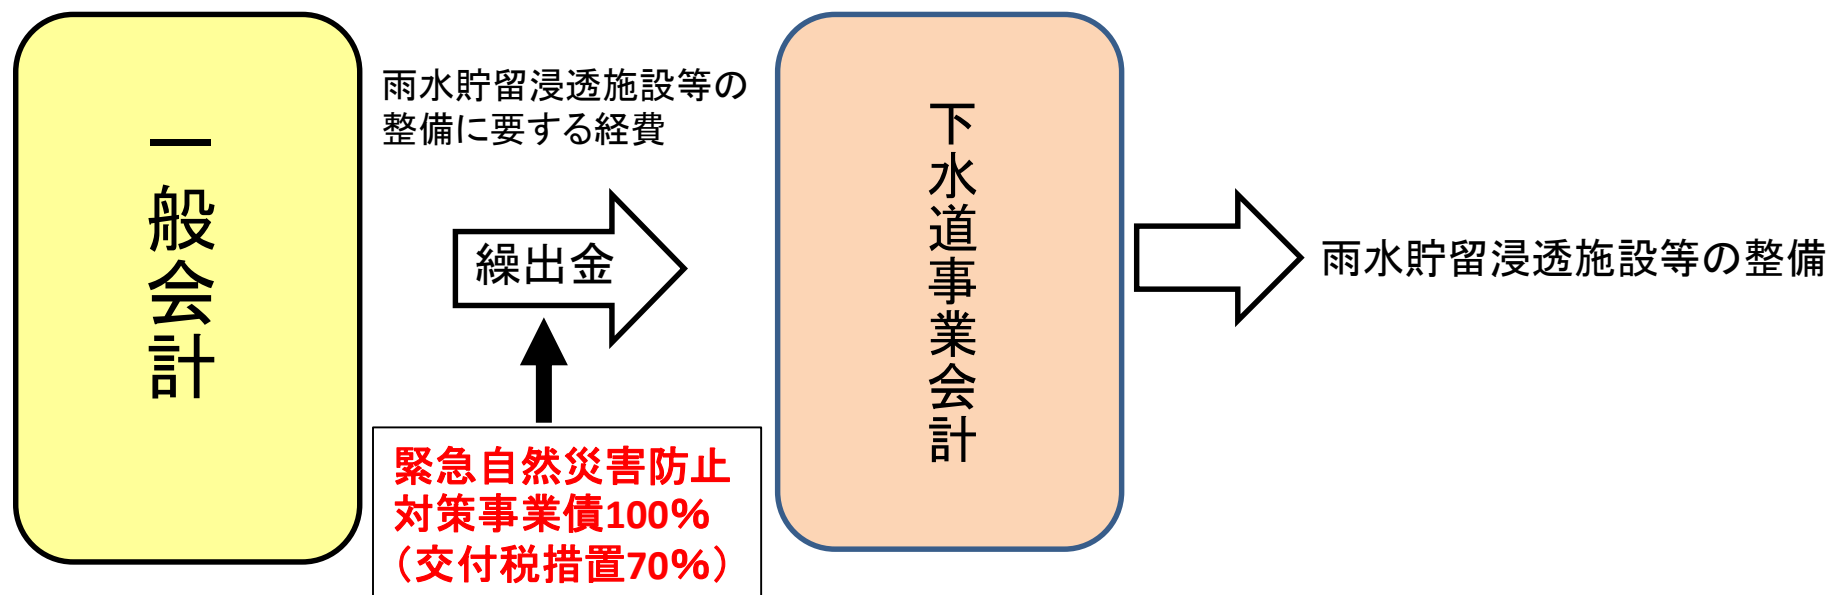 一般会計
雨水貯留浸透施設等の
整備に要する経費
繰出金
緊急自然災害防止
対策事業債100%
（交付税措置70%）
下水道事業会計
雨水貯留浸透施設等の整備